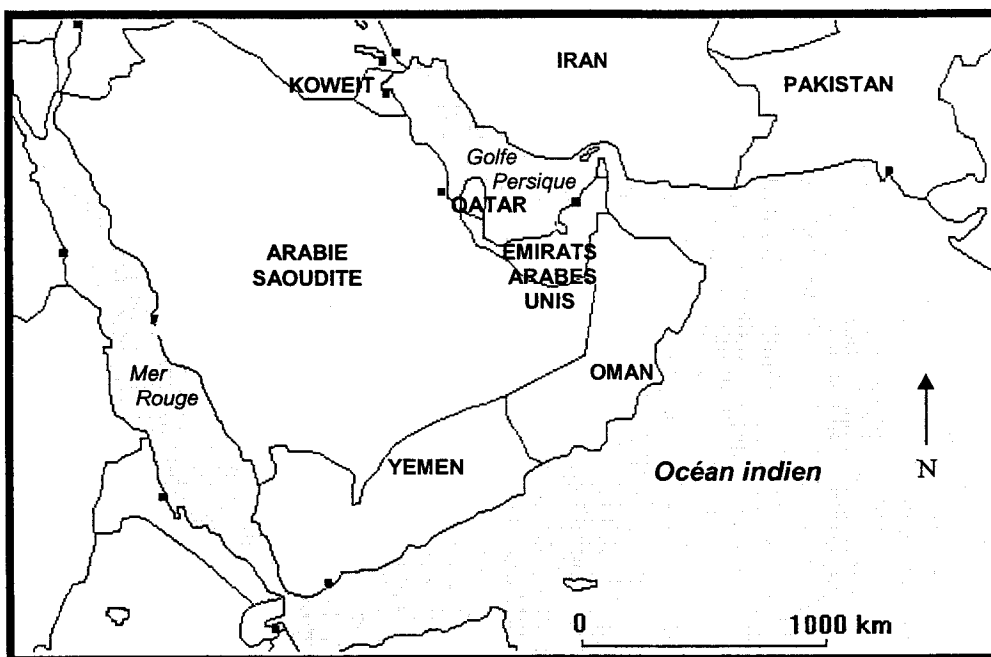 IRAN
PAKISTAN
KOWEIT
Golfe
Persique
QATAR
ÉMIRATS
ARABES
UNIS
ARABIE
SAOUDITE
OMAN
Mer
Rouge
YEMEN
Océan indien
N
0 1000 km